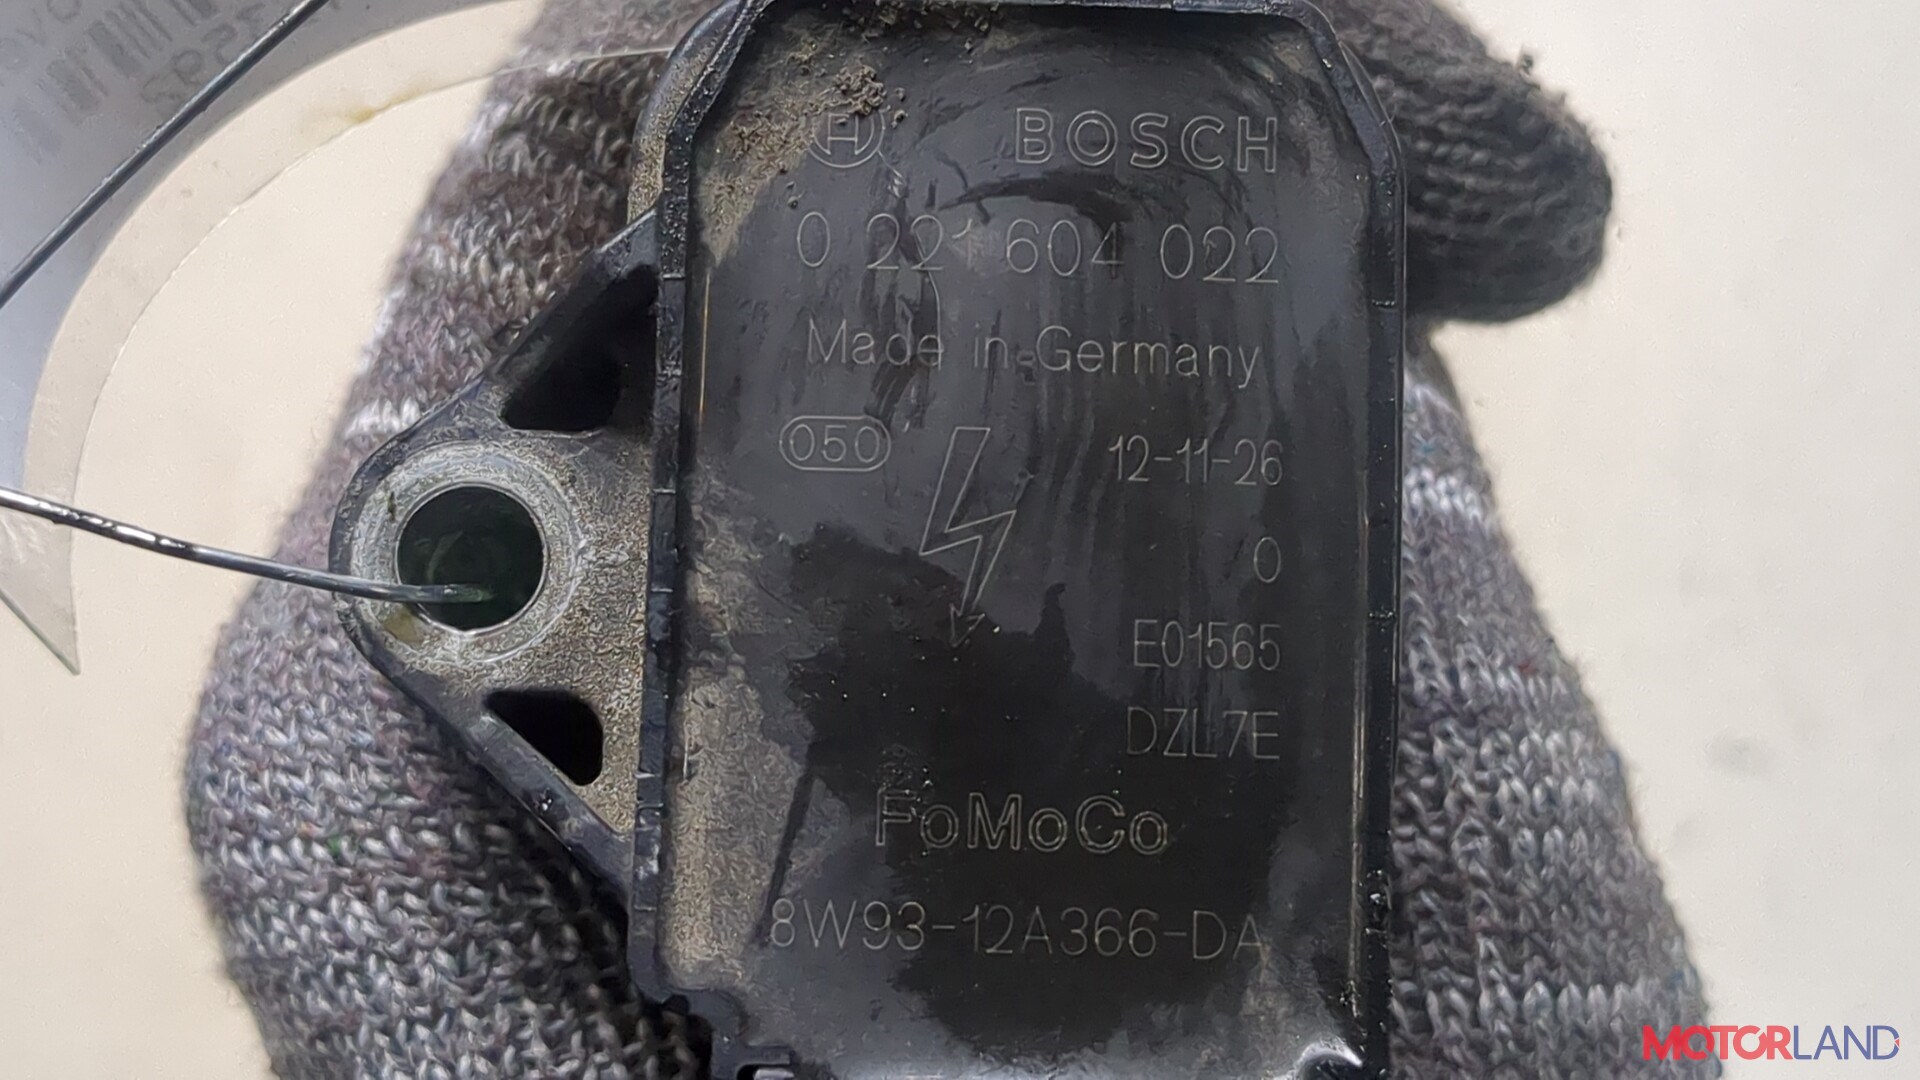 BOSCH
0 221 604 022
Made in Germany
050
12-11-26
0
E01565
DZL7E
FoMoCo
8W93-12A366-DA
MOTORLAND